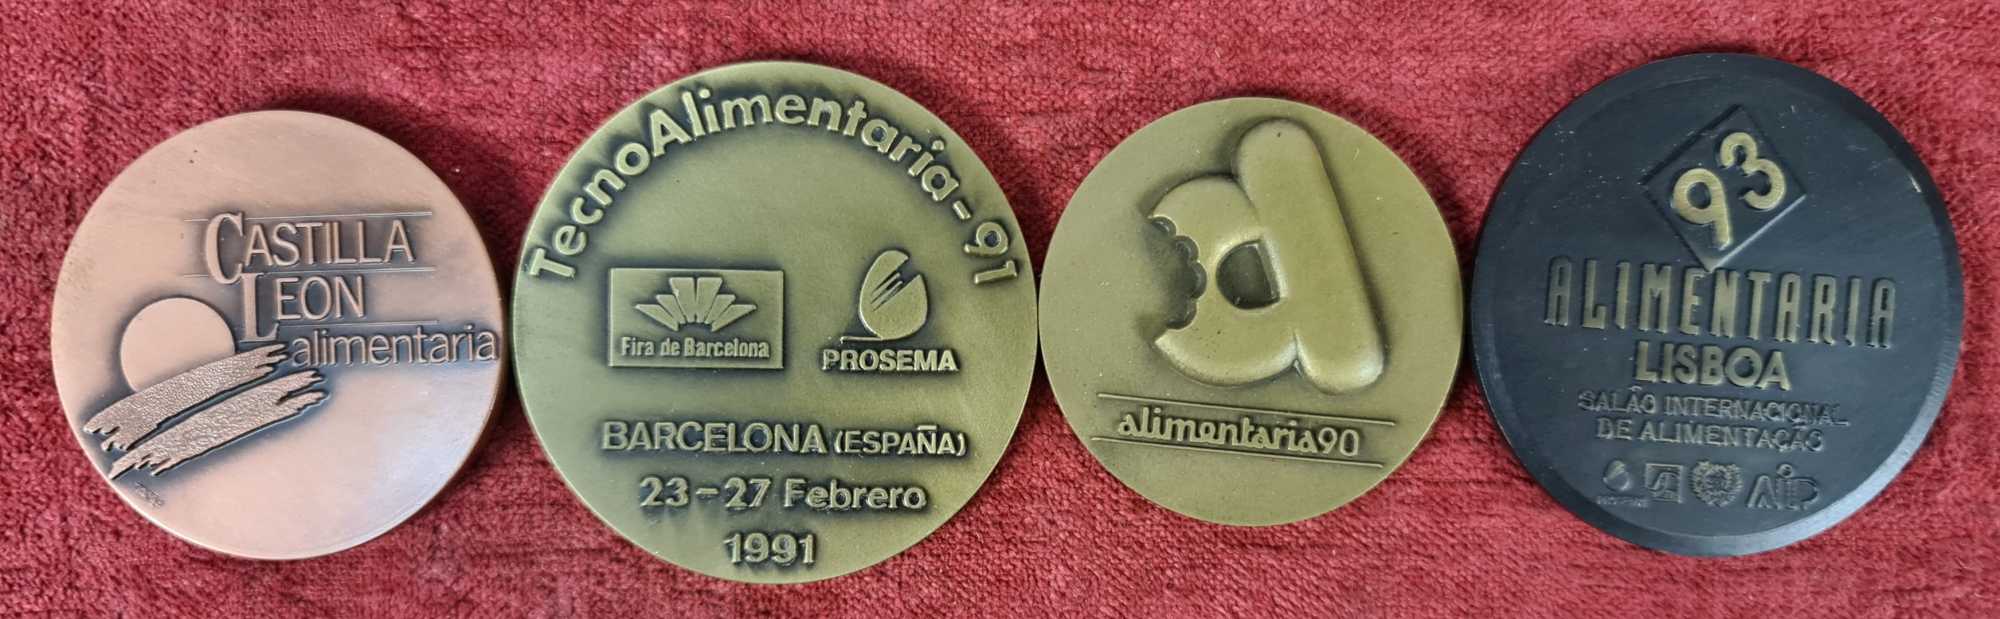 CASTILLA
LEON
alimentaria
TecnoAlimentaria-91
Fira de Barcelona
PROSEMA
BARCELONA (ESPAÑA)
23-27 Febrero
1991
alimentaria90
93
ALIMENTARIA
LISBOA
SALÃO INTERNACIONAL
DE ALIMENTAÇÃO
AIP